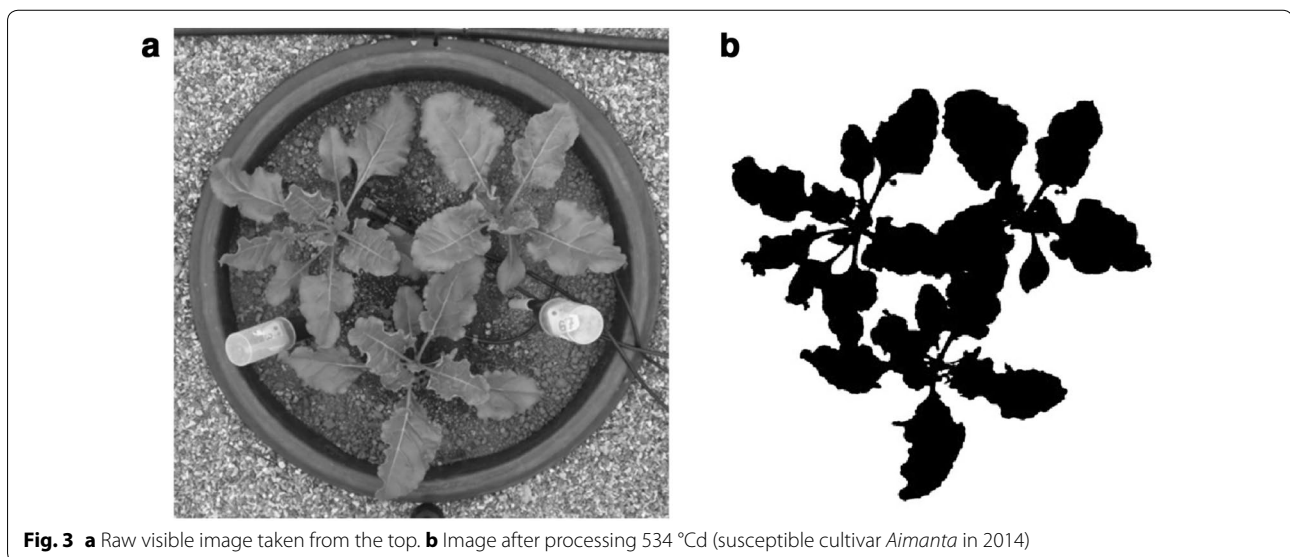 a
b
Fig. 3 a Raw visible image taken from the top. b Image after processing 534 °Cd (susceptible cultivar Aimanta in 2014)